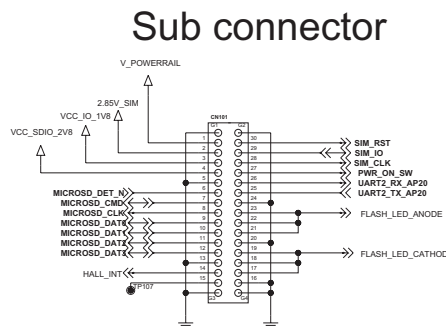 Sub connector
V_POWERRAIL
2.85V_SIM
VCC_IO_1V8
VCC_SDIO_2V8
CN101
G1 G2
1 30 SIM_RST
2 29 SIM_IO
3 28 SIM_CLK
4 27 PWR_ON_SW
5 26 UART2_RX_AP20
MICROSD_DET_N 6 25 UART2_TX_AP20
MICROSD_CMD 7 24
MICROSD_CLK 8 23 FLASH_LED_ANODE
MICROSD_DAT0 9 22
MICROSD_DAT1 10 21
MICROSD_DAT2 11 20
MICROSD_DAT3 12 19 FLASH_LED_CATHOD
13 18
HALL_INT 14 17
TP107 15 16
G3 G4